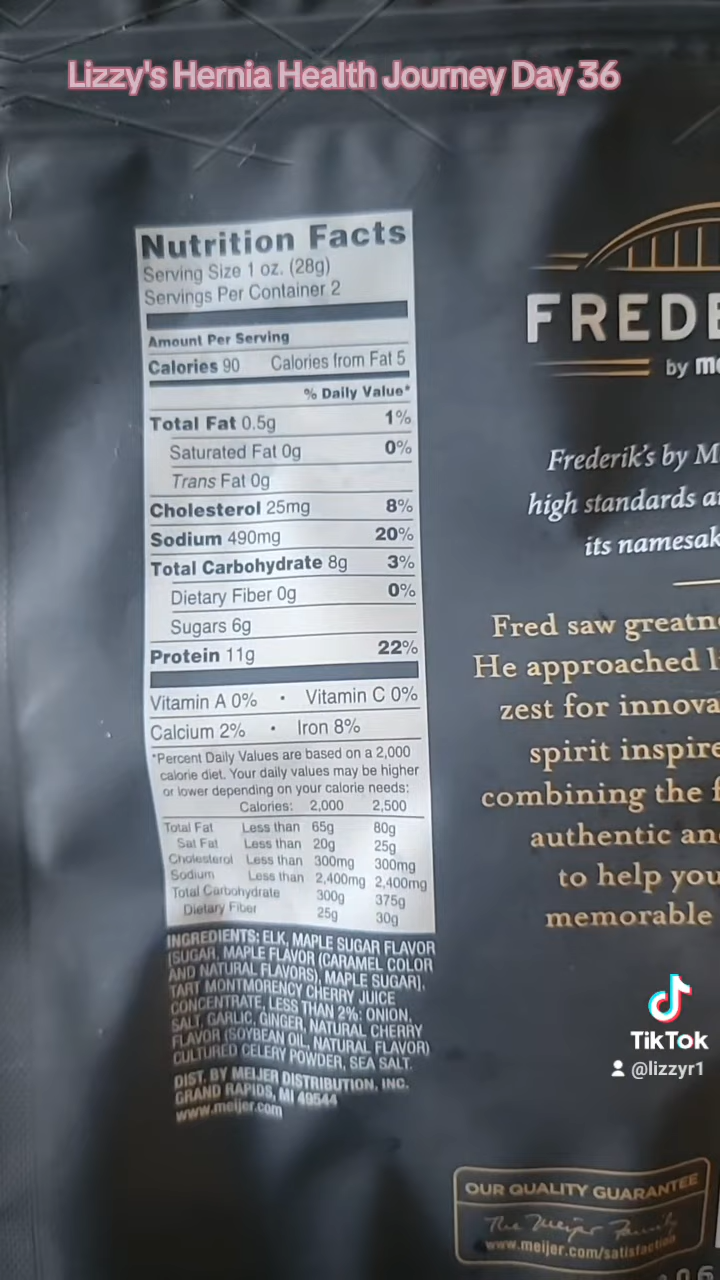 Lizzy's Hernia Health Journey Day 36
Nutrition Facts
Serving Size 1 oz. (28g)
Servings Per Container 2
Amount Per Serving
Calories 90 Calories from Fat 5
% Daily Value*
Total Fat 0.5g 1%
Saturated Fat 0g 0%
Trans Fat 0g
Cholesterol 25mg 8%
Sodium 490mg 20%
Total Carbohydrate 8g 3%
Dietary Fiber 0g 0%
Sugars 6g
Protein 11g 22%
Vitamin A 0% • Vitamin C 0%
Calcium 2% • Iron 8%
*Percent Daily Values are based on a 2,000
calorie diet. Your daily values may be higher
or lower depending on your calorie needs:
Calories: 2,000 2,500
Total Fat Less than 65g 80g
Sat Fat Less than 20g 25g
Cholesterol Less than 300mg 300mg
Sodium Less than 2,400mg 2,400mg
Total Carbohydrate 300g 375g
Dietary Fiber 25g 30g
INGREDIENTS: ELK, MAPLE SUGAR FLAVOR
(SUGAR, MAPLE FLAVOR (CARAMEL COLOR
AND NATURAL FLAVORS), MAPLE SUGAR),
TART MONTMORENCY CHERRY JUICE
CONCENTRATE, LESS THAN 2%: ONION,
SALT, GARLIC, GINGER, NATURAL CHERRY
FLAVOR (SOYBEAN OIL, NATURAL FLAVOR)
CULTURED CELERY POWDER, SEA SALT.
DIST. BY MEIJER DISTRIBUTION, INC.
GRAND RAPIDS, MI 49544
www.meijer.com
FREDE
by me
Frederik's by M
high standards a
its namesak
Fred saw greatn
He approached l
zest for innova
spirit inspire
combining the f
authentic an
to help you
memorable
TikTok
@lizzyr1
OUR QUALITY GUARANTEE
The Meijer Family
www.meijer.com/satisfaction